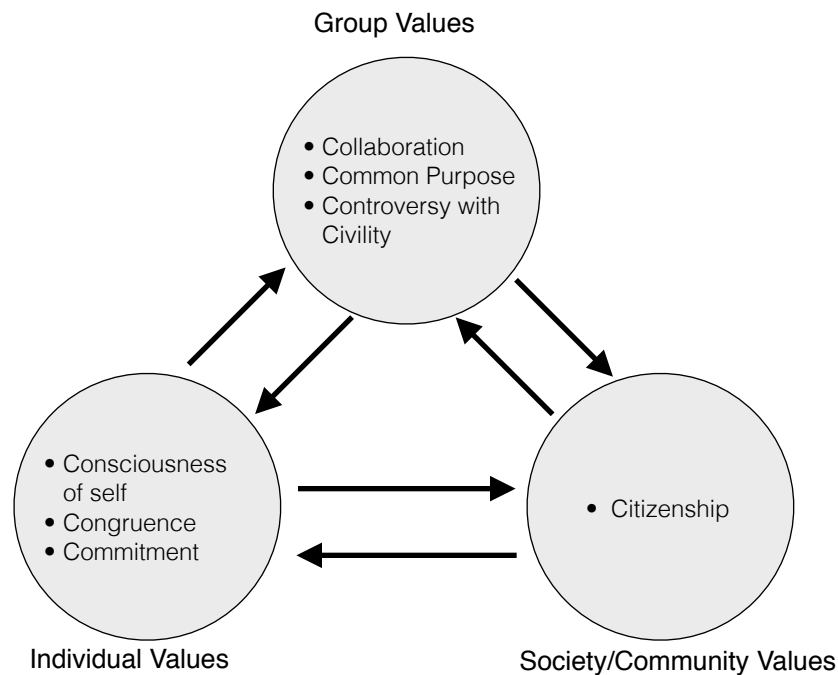 Group Values
• Collaboration
• Common Purpose
• Controversy with
Civility
• Consciousness
of self
• Congruence
• Commitment
• Citizenship
Individual Values
Society/Community Values